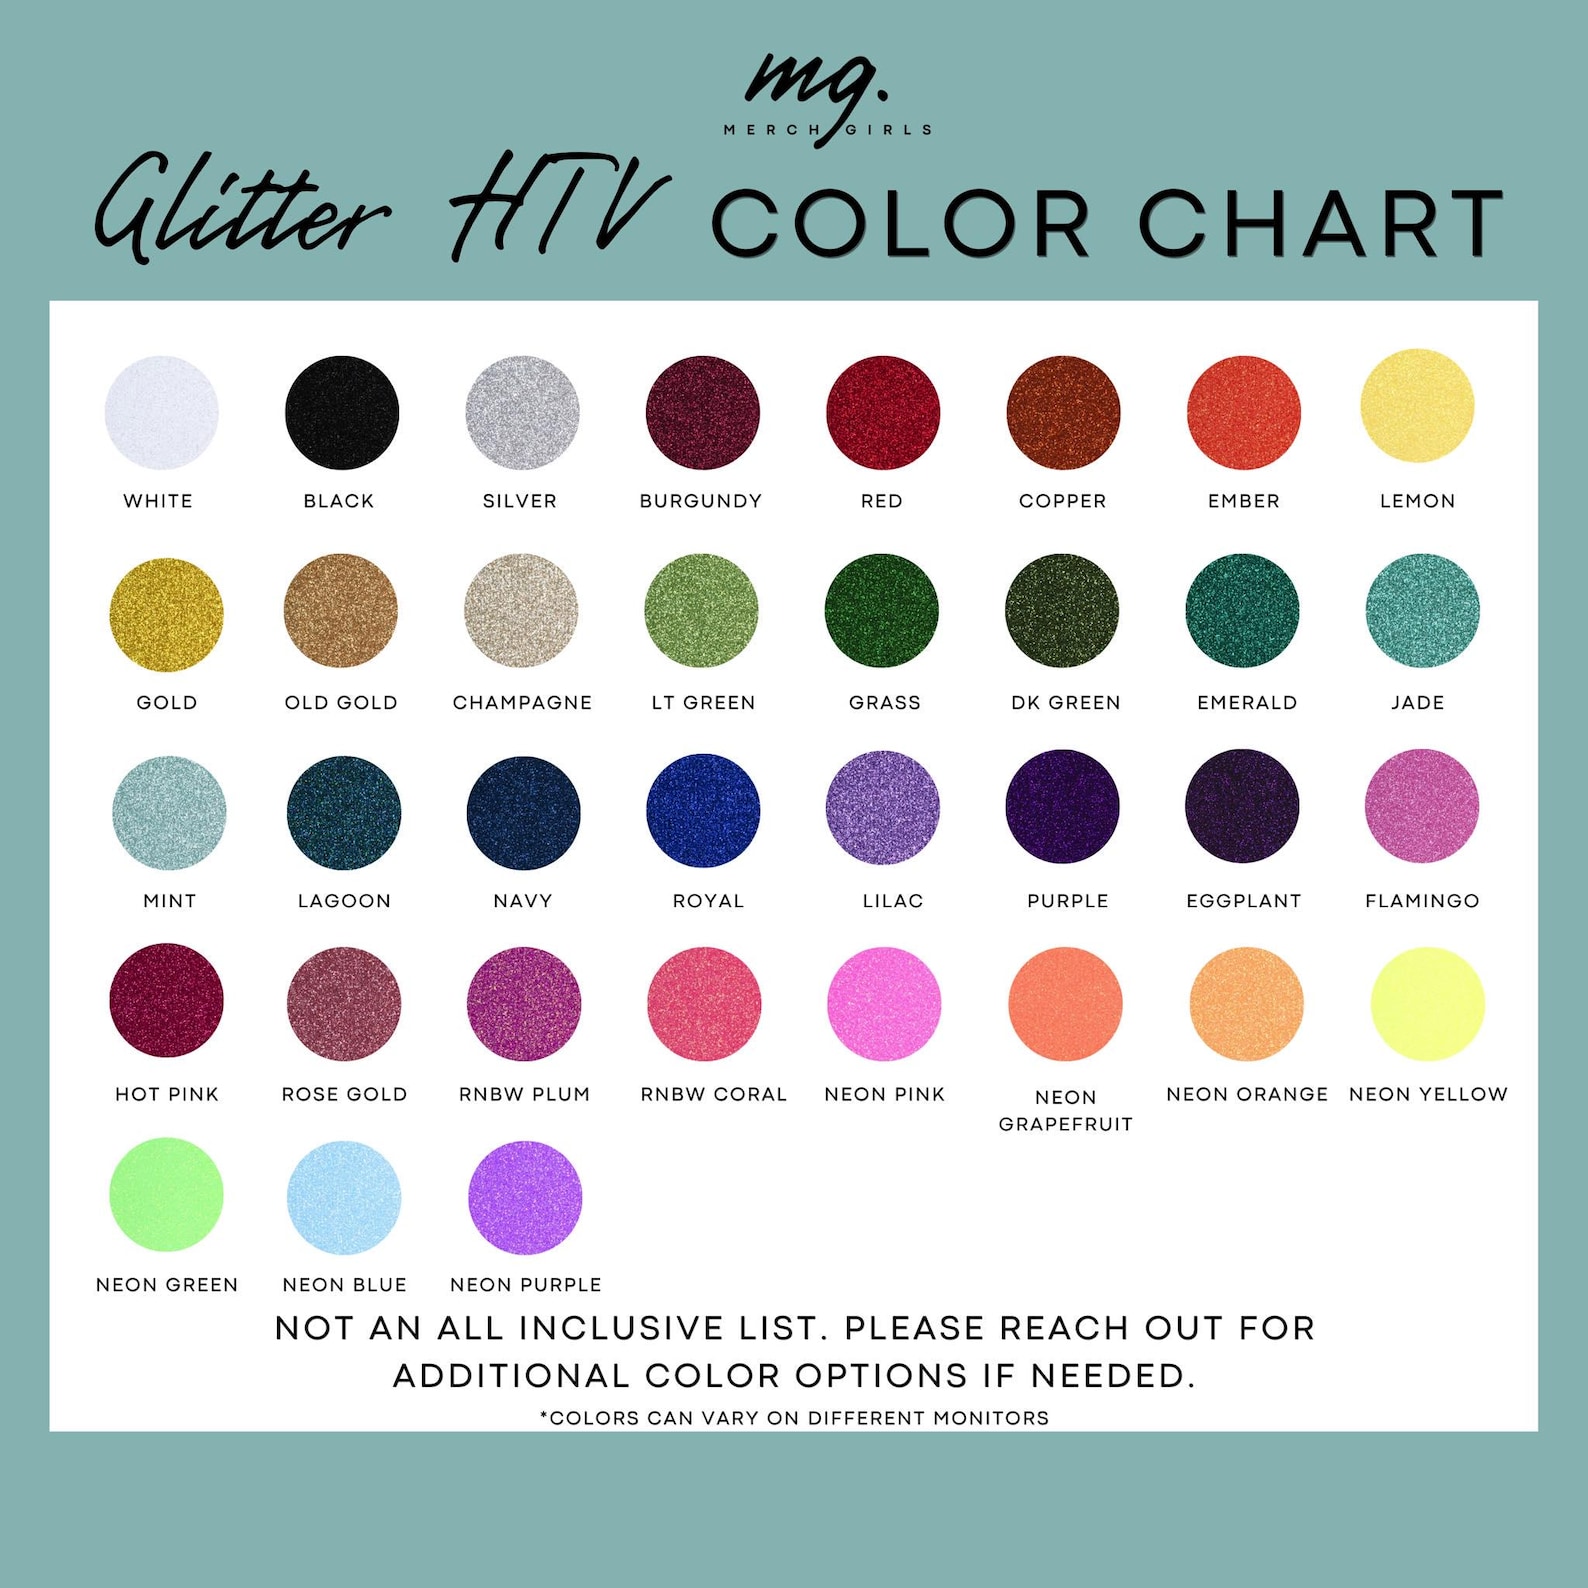 mg.
MERCH GIRLS
Glitter HTV COLOR CHART
WHITE BLACK SILVER BURGUNDY RED COPPER EMBER LEMON
GOLD OLD GOLD CHAMPAGNE LT GREEN GRASS DK GREEN EMERALD JADE
MINT LAGOON NAVY ROYAL LILAC PURPLE EGGPLANT FLAMINGO
HOT PINK ROSE GOLD RNBW PLUM RNBW CORAL NEON PINK NEON NEON ORANGE NEON YELLOW
GRAPEFRUIT
NEON GREEN NEON BLUE NEON PURPLE
NOT AN ALL INCLUSIVE LIST. PLEASE REACH OUT FOR
ADDITIONAL COLOR OPTIONS IF NEEDED.
*COLORS CAN VARY ON DIFFERENT MONITORS